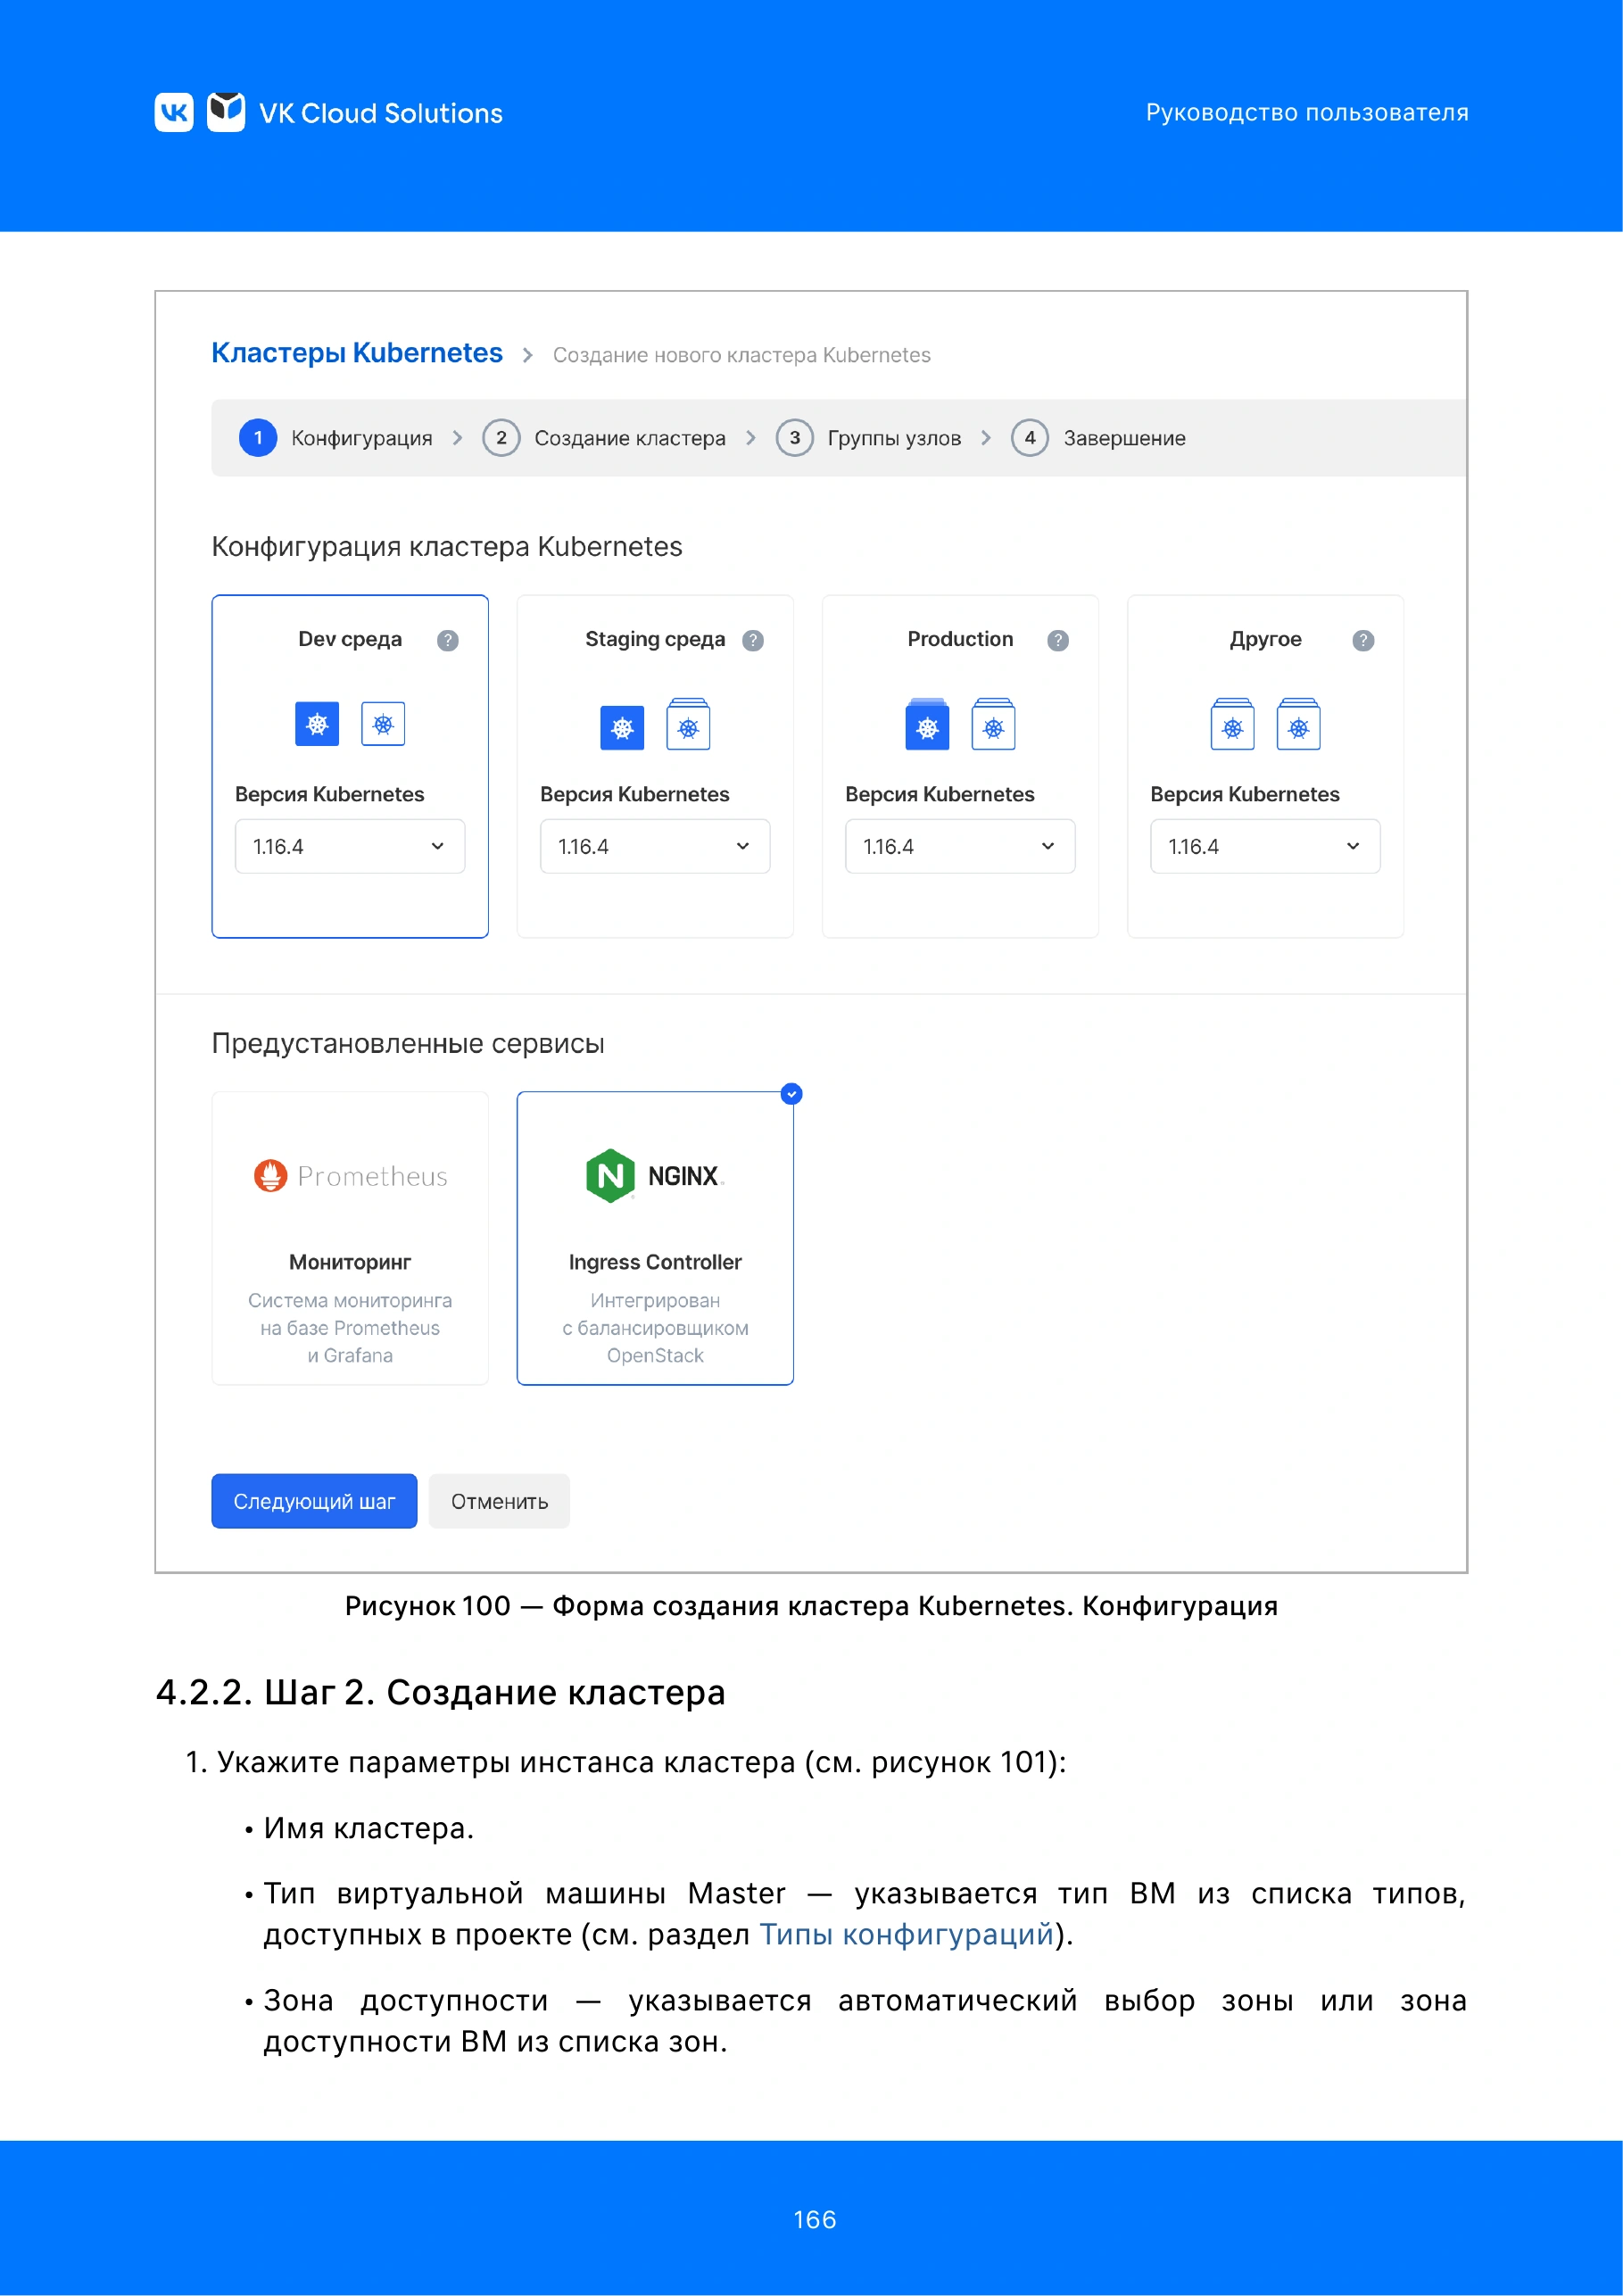 VK Cloud Solutions
Руководство пользователя
Кластеры Kubernetes > Создание нового кластера Kubernetes
1 Конфигурация > 2 Создание кластера > 3 Группы узлов > 4 Завершение
Конфигурация кластера Kubernetes
Dev среда ?
Версия Kubernetes
1.16.4
Staging среда ?
Версия Kubernetes
1.16.4
Production ?
Версия Kubernetes
1.16.4
Другое ?
Версия Kubernetes
1.16.4
Предустановленные сервисы
Prometheus
Мониторинг
Система мониторинга
на базе Prometheus
и Grafana
NGINX
Ingress Controller
Интегрирован
с балансировщиком
OpenStack
Следующий шаг
Отменить
Рисунок 100 — Форма создания кластера Kubernetes. Конфигурация
4.2.2. Шаг 2. Создание кластера
1. Укажите параметры инстанса кластера (см. рисунок 101):
• Имя кластера.
• Тип виртуальной машины Master — указывается тип ВМ из списка типов,
доступных в проекте (см. раздел Типы конфигураций).
• Зона доступности — указывается автоматический выбор зоны или зона
доступности ВМ из списка зон.
166